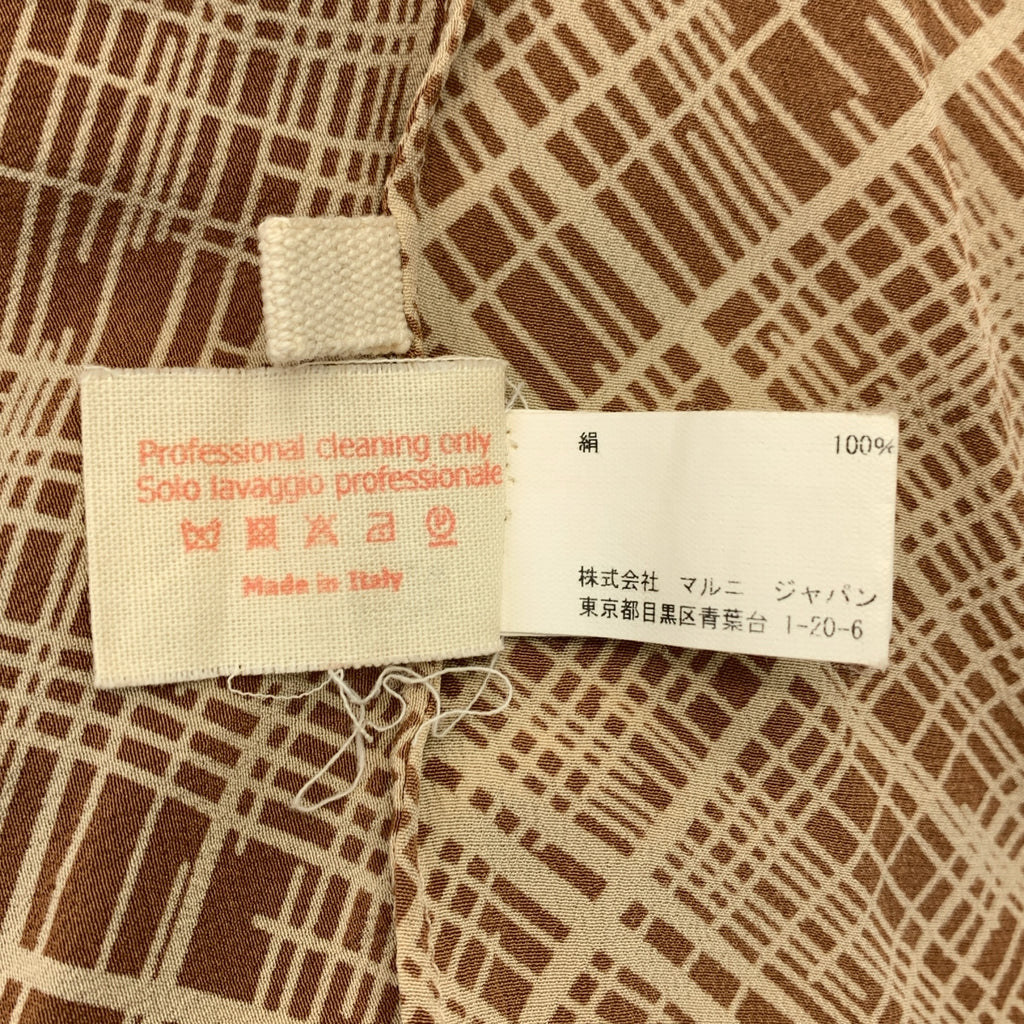 Professional cleaning only
Solo lavaggio professionale
Made in Italy
絹 100%
株式会社 マルニ ジャパン
東京都目黒区青葉台 1-20-6